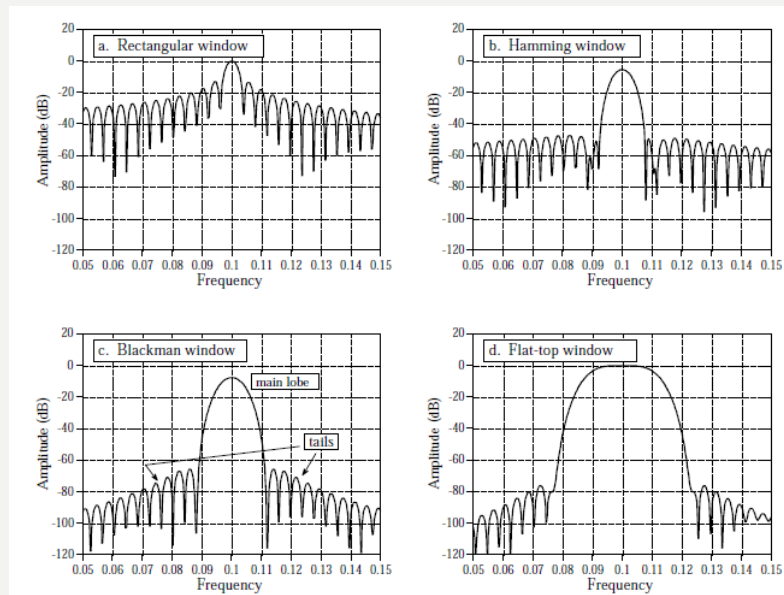 a. Rectangular window
20
0
-20
-40
-60
-80
-100
-120
Amplitude (dB)
0.05 0.06 0.07 0.08 0.09 0.1 0.11 0.12 0.13 0.14 0.15
Frequency
b. Hamming window
20
0
-20
-40
-60
-80
-100
-120
Amplitude (dB)
0.05 0.06 0.07 0.08 0.09 0.1 0.11 0.12 0.13 0.14 0.15
Frequency
c. Blackman window
main lobe
tails
20
0
-20
-40
-60
-80
-100
-120
Amplitude (dB)
0.05 0.06 0.07 0.08 0.09 0.1 0.11 0.12 0.13 0.14 0.15
Frequency
d. Flat-top window
20
0
-20
-40
-60
-80
-100
-120
Amplitude (dB)
0.05 0.06 0.07 0.08 0.09 0.1 0.11 0.12 0.13 0.14 0.15
Frequency